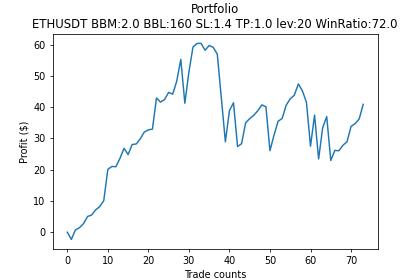 Portfolio
ETHUSDT BBM:2.0 BBL:160 SL:1.4 TP:1.0 lev:20 WinRatio:72.0
60
50
40
30
20
10
0
Profit ($)
0 10 20 30 40 50 60 70
Trade counts